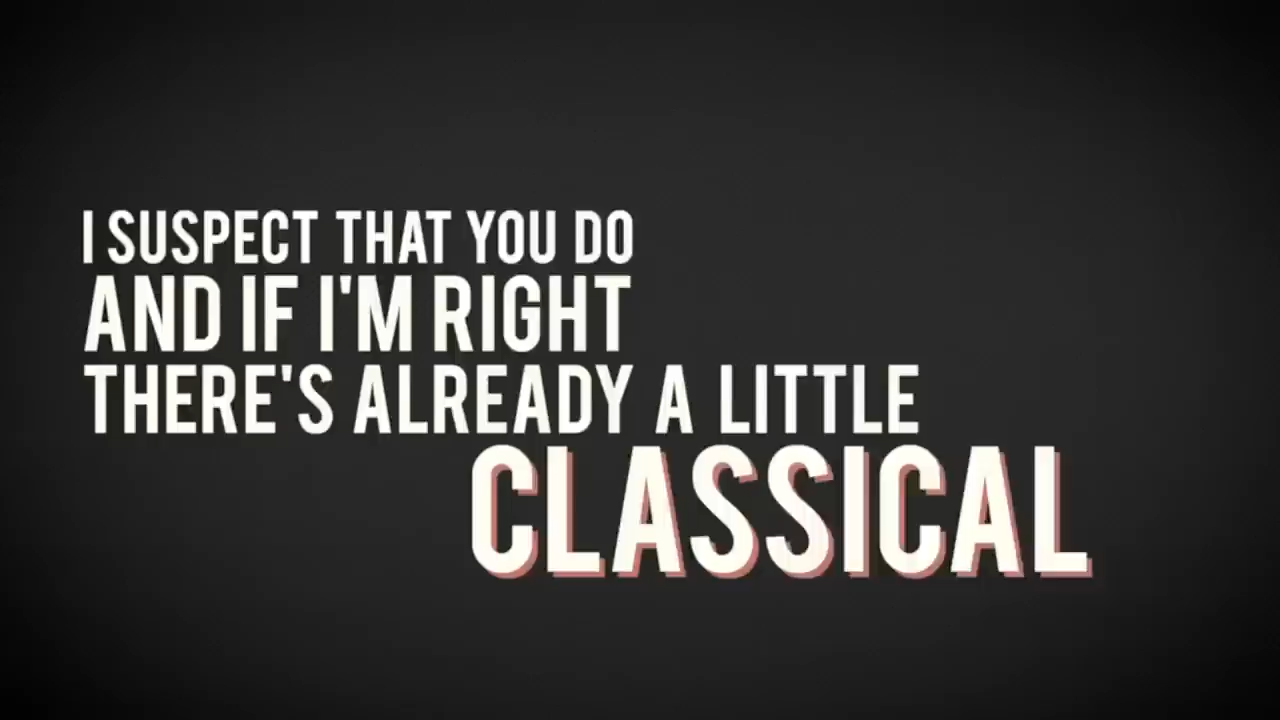 I SUSPECT THAT YOU DO
AND IF I'M RIGHT
THERE'S ALREADY A LITTLE
CLASSICAL